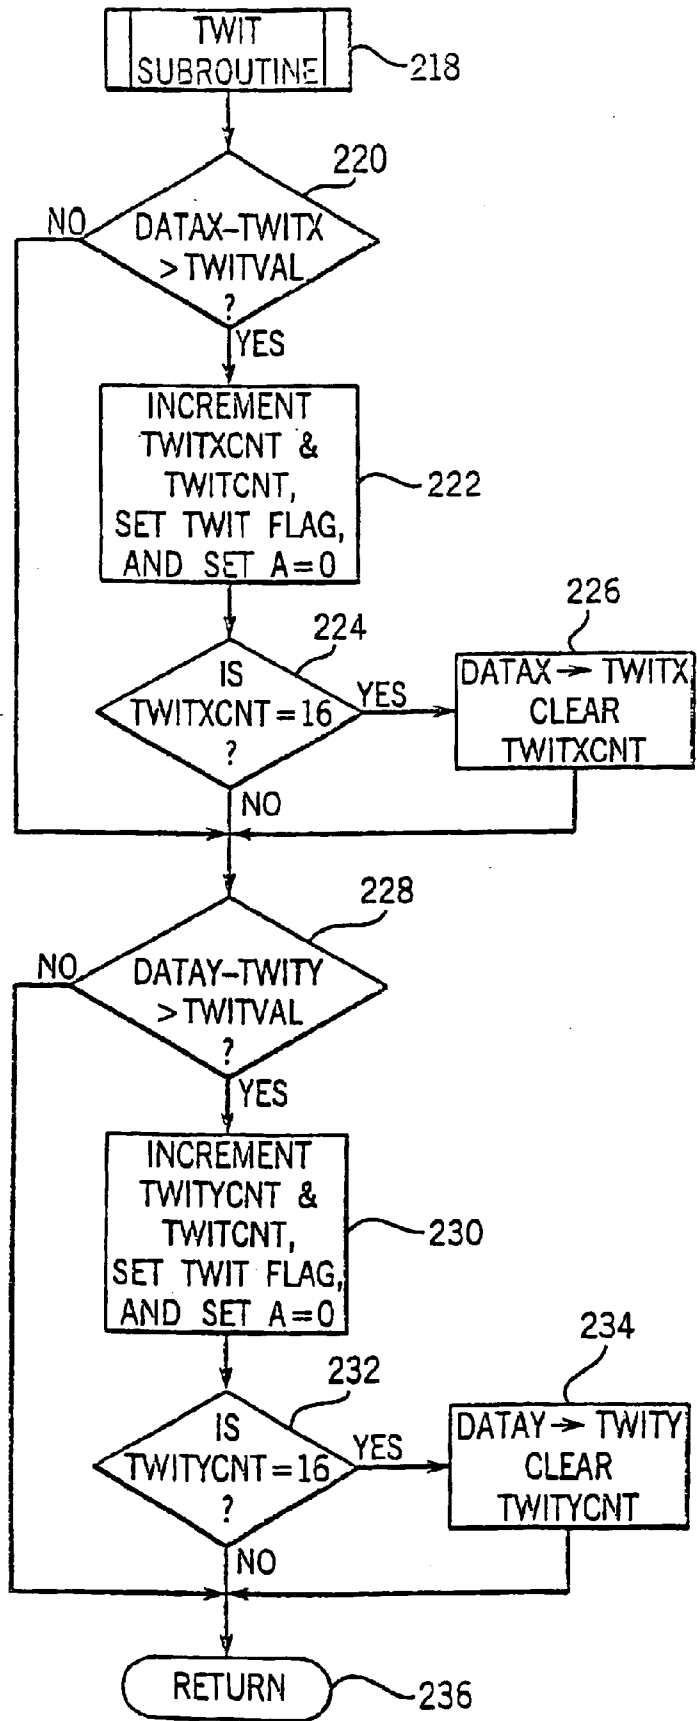 TWIT
SUBROUTINE
218
220
NO
DATAX-TWITX
>TWITVAL
?
YES
INCREMENT
TWITXCNT &
TWITCNT,
SET TWIT FLAG,
AND SET A=0
222
224
226
IS
TWITXCNT=16
?
YES
DATAX → TWITX
CLEAR
TWITXCNT
NO
228
NO
DATAY-TWITY
>TWITVAL
?
YES
INCREMENT
TWITYCNT &
TWITCNT,
SET TWIT FLAG,
AND SET A=0
230
232
234
IS
TWITYCNT=16
?
YES
DATAY → TWITY
CLEAR
TWITYCNT
NO
RETURN
236